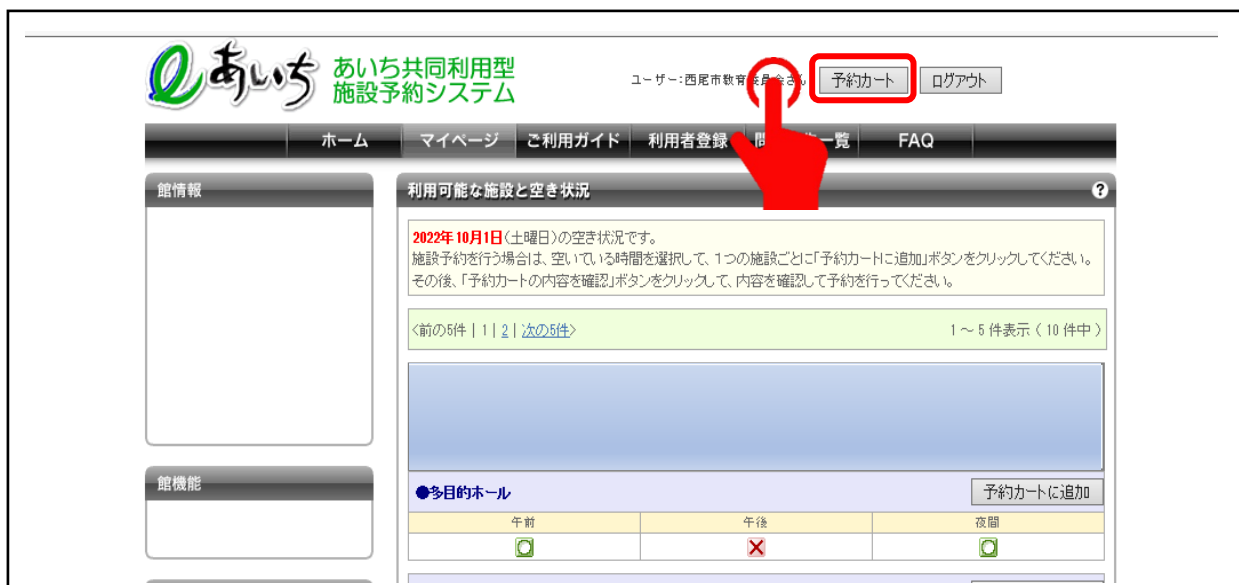 あいち
あいち共同利用型
施設予約システム
ユーザー:西尾市教育委員会さん
予約カート
ログアウト
ホーム
マイページ
ご利用ガイド
利用者登録
一覧
FAQ
館情報
利用可能な施設と空き状況
?
2022年10月1日(土曜日)の空き状況です。
施設予約を行う場合は、空いている時間を選択して、1つの施設ごとに「予約カートに追加」ボタンをクリックしてください。
その後、「予約カートの内容を確認」ボタンをクリックして、内容を確認して予約を行ってください。
<前の5件 | 1 | 2 | 次の5件>
1 ~ 5 件表示 ( 10 件中 )
館機能
●多目的ホール
予約カートに追加
午前
午後
夜間